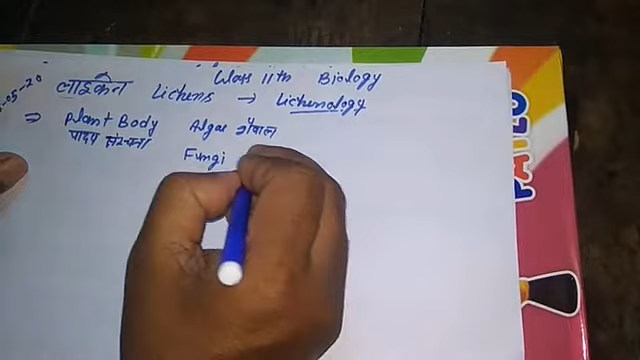 Class 11th Biology
लाइकेन Lichens → Lichenology
⇒ Plant Body Algae शैवाल
पादप संरचना
Fungi